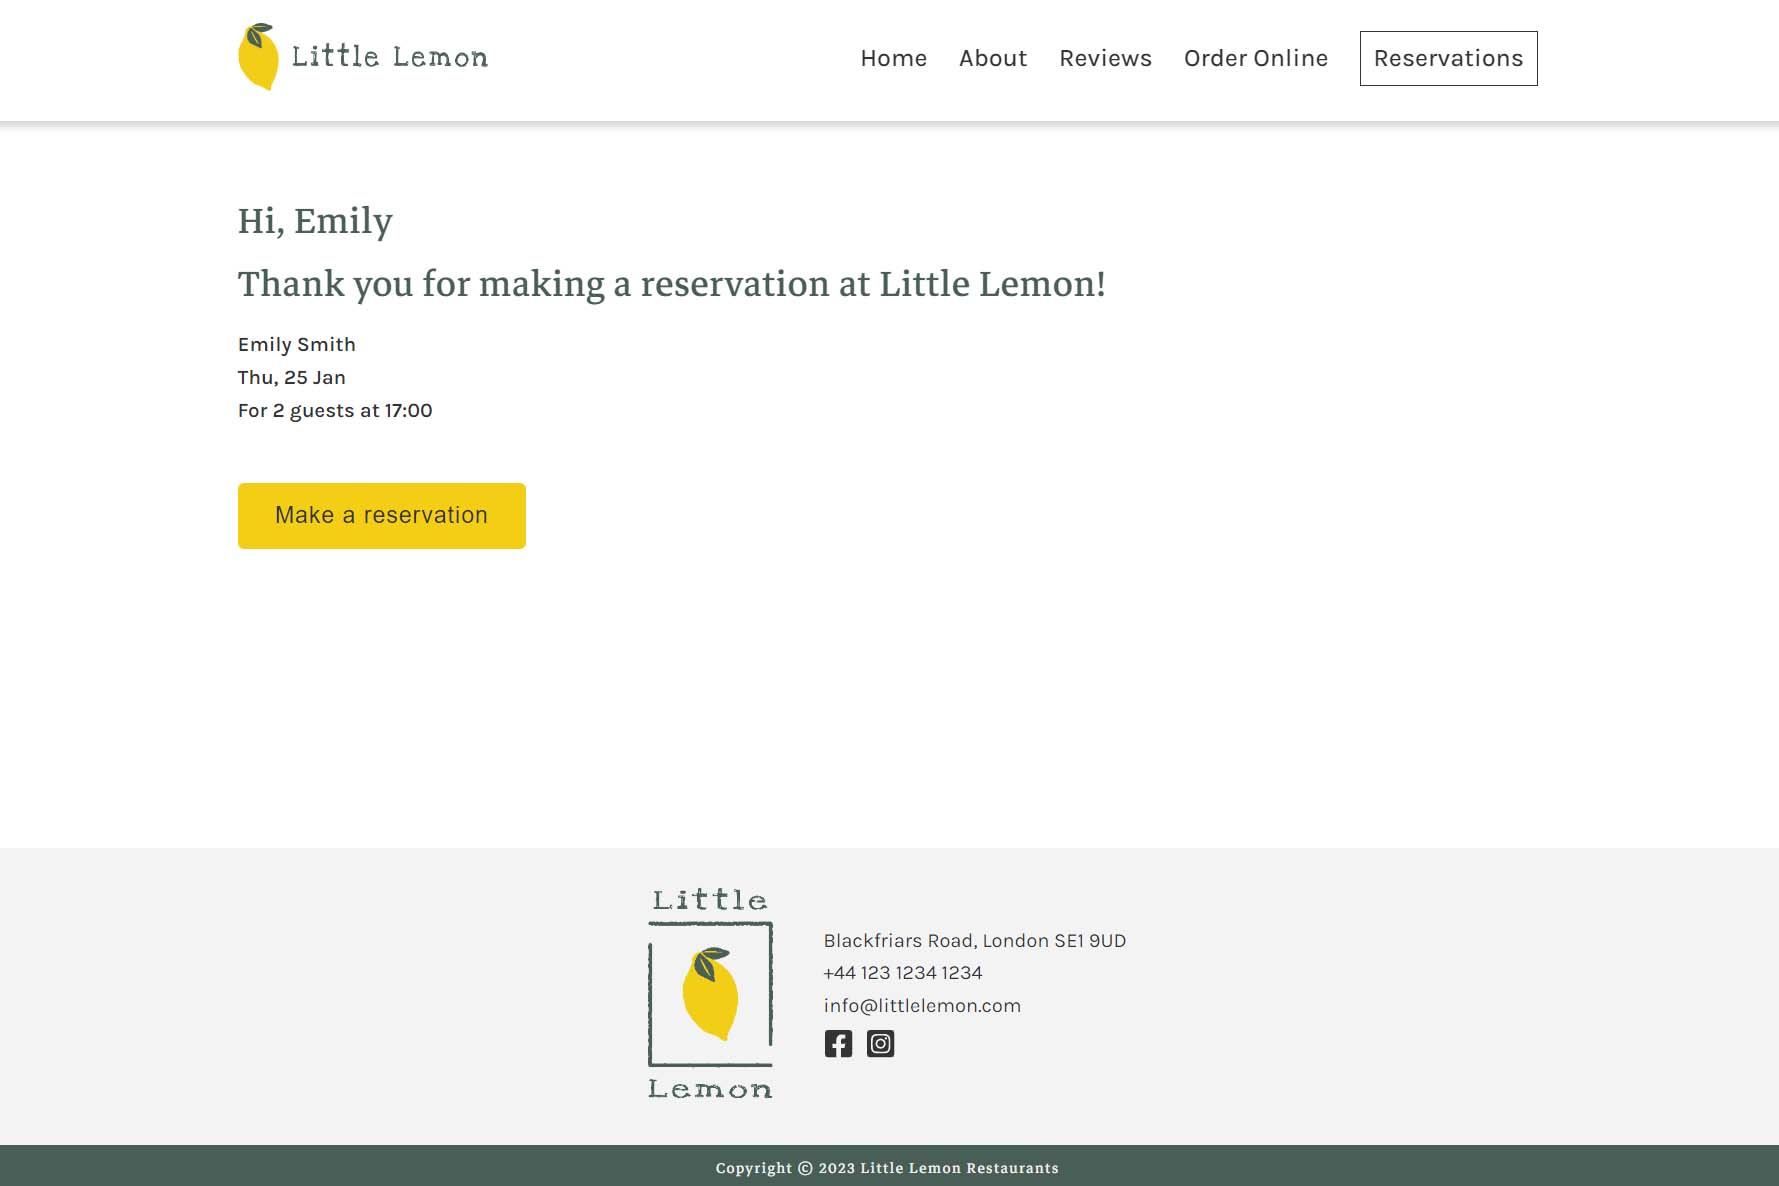 Little Lemon
Home About Reviews Order Online Reservations
Hi, Emily
Thank you for making a reservation at Little Lemon!
Emily Smith
Thu, 25 Jan
For 2 guests at 17:00
Make a reservation
Little
Lemon
Blackfriars Road, London SE1 9UD
+44 123 1234 1234
info@littlelemon.com
Copyright © 2023 Little Lemon Restaurants